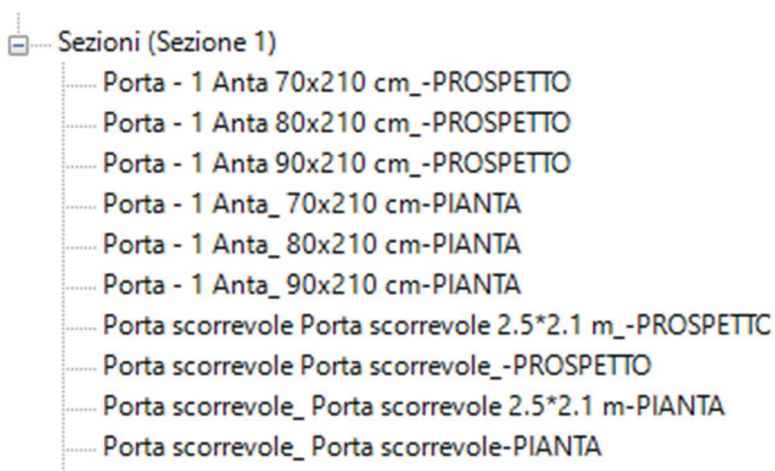 Sezioni (Sezione 1)
Porta - 1 Anta 70x210 cm_-PROSPETTO
Porta - 1 Anta 80x210 cm_-PROSPETTO
Porta - 1 Anta 90x210 cm_-PROSPETTO
Porta - 1 Anta_ 70x210 cm-PIANTA
Porta - 1 Anta_ 80x210 cm-PIANTA
Porta - 1 Anta_ 90x210 cm-PIANTA
Porta scorrevole Porta scorrevole 2.5*2.1 m_-PROSPETTC
Porta scorrevole Porta scorrevole_-PROSPETTO
Porta scorrevole_ Porta scorrevole 2.5*2.1 m-PIANTA
Porta scorrevole_ Porta scorrevole-PIANTA